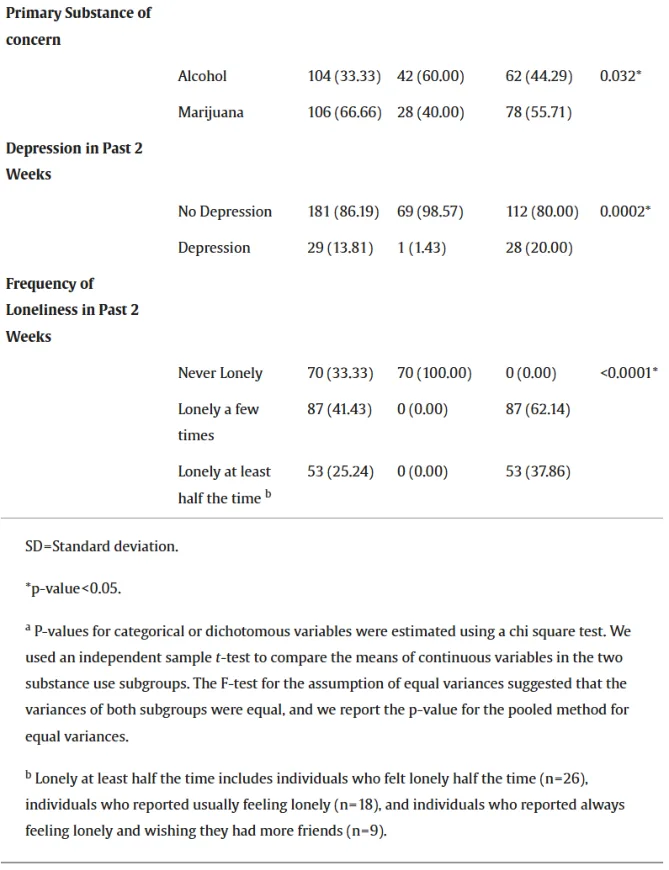 Primary Substance of
concern
Alcohol 104 (33.33) 42 (60.00) 62 (44.29) 0.032*
Marijuana 106 (66.66) 28 (40.00) 78 (55.71)
Depression in Past 2
Weeks
No Depression 181 (86.19) 69 (98.57) 112 (80.00) 0.0002*
Depression 29 (13.81) 1 (1.43) 28 (20.00)
Frequency of
Loneliness in Past 2
Weeks
Never Lonely 70 (33.33) 70 (100.00) 0 (0.00) <0.0001*
Lonely a few 87 (41.43) 0 (0.00) 87 (62.14)
times
Lonely at least 53 (25.24) 0 (0.00) 53 (37.86)
half the time b
SD=Standard deviation.
*p-value<0.05.
a P-values for categorical or dichotomous variables were estimated using a chi square test. We
used an independent sample t-test to compare the means of continuous variables in the two
substance use subgroups. The F-test for the assumption of equal variances suggested that the
variances of both subgroups were equal, and we report the p-value for the pooled method for
equal variances.
b Lonely at least half the time includes individuals who felt lonely half the time (n=26),
individuals who reported usually feeling lonely (n=18), and individuals who reported always
feeling lonely and wishing they had more friends (n=9).